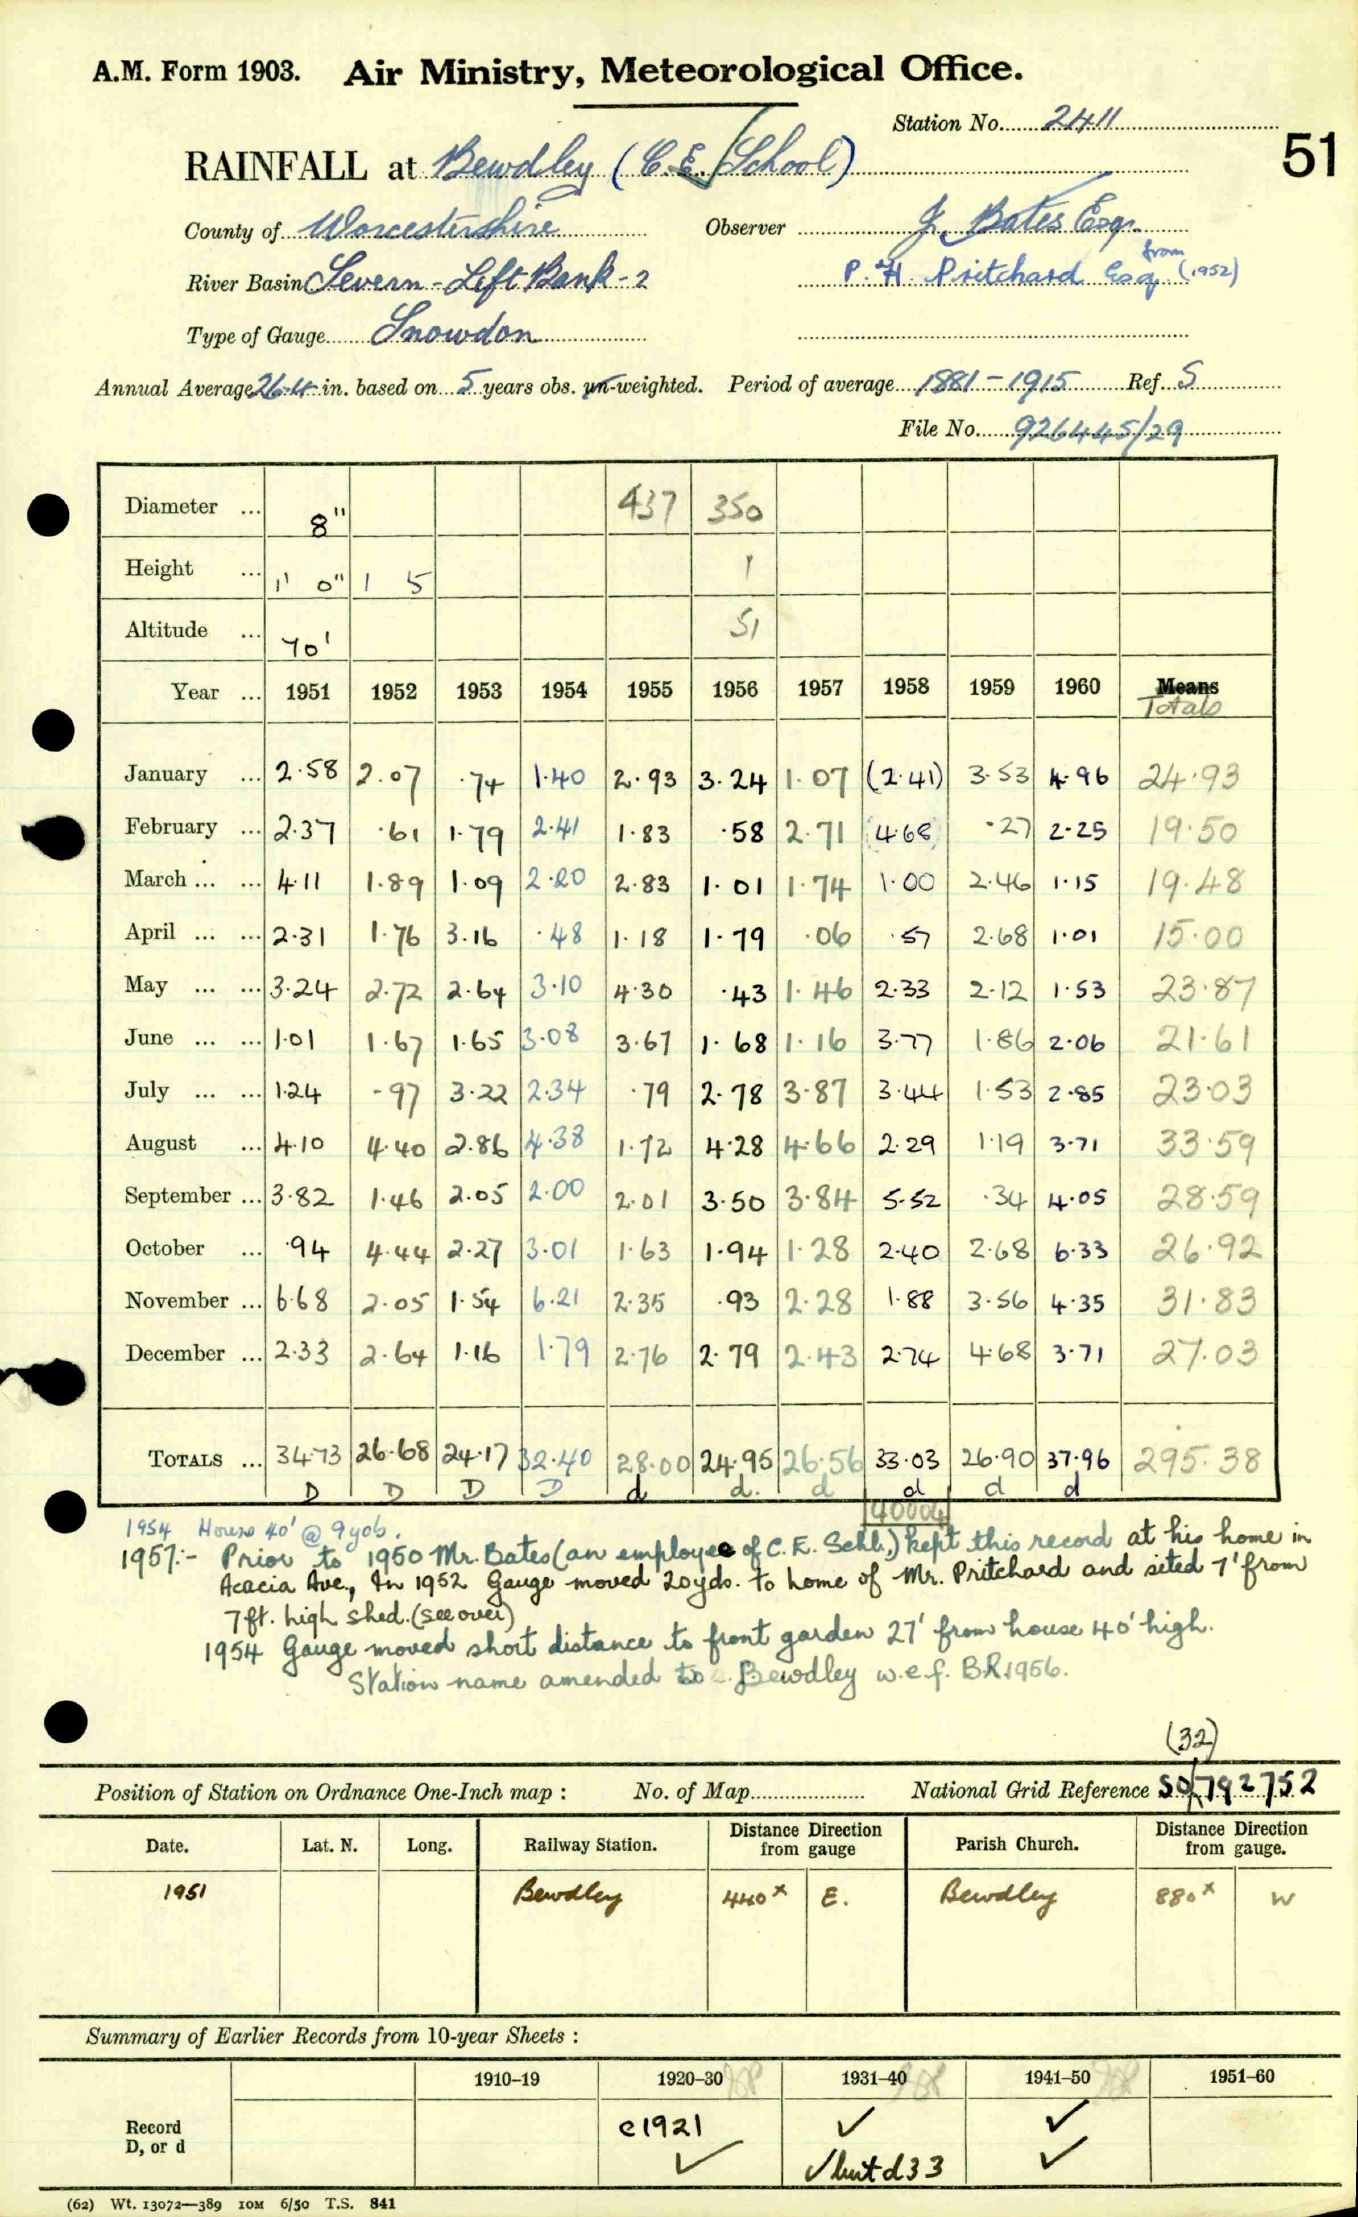 A.M. Form 1903. Air Ministry, Meteorological Office.
Station No. 2411
51
RAINFALL at Bewdley (C.E. School)
County of Worcestershire Observer J. Bates Esq.
River Basin Severn - Left Bank - 2 P. H. Pritchard Esq from (1952)
Type of Gauge Snowdon
Annual Average 26.4 in. based on 5 years obs. un-weighted. Period of average 1881-1915 Ref. S
File No. 926445/29
Diameter ... 8" 437 350
Height ... 1' 0" 1 5 1
Altitude ... 70' 51
Year ... 1951 1952 1953 1954 1955 1956 1957 1958 1959 1960 Means Totals
January ... 2.58 2.07 .74 1.40 2.93 3.24 1.07 (2.41) 3.53 4.96 24.93
February ... 2.37 .61 1.79 2.41 1.83 .58 2.71 (4.68) .27 2.25 19.50
March ... ... 4.11 1.89 1.09 2.20 2.83 1.01 1.74 1.00 2.46 1.15 19.48
April ... ... 2.31 1.76 3.16 .48 1.18 1.79 .06 .57 2.68 1.01 15.00
May ... ... 3.24 2.72 2.64 3.10 4.30 .43 1.46 2.33 2.12 1.53 23.87
June ... ... 1.01 1.67 1.65 3.08 3.67 1.68 1.16 3.77 1.86 2.06 21.61
July ... ... 1.24 .97 3.22 2.34 .79 2.78 3.87 3.44 1.53 2.85 23.03
August ... 4.10 4.40 2.86 4.38 1.72 4.28 4.66 2.29 1.19 3.71 33.59
September ... 3.82 1.46 2.05 2.00 2.01 3.50 3.84 5.52 .34 4.05 28.59
October ... .94 4.44 2.27 3.01 1.63 1.94 1.28 2.40 2.68 6.33 26.92
November ... 6.68 2.05 1.54 6.21 2.35 .93 2.28 1.88 3.56 4.35 31.83
December ... 2.33 2.64 1.16 1.79 2.76 2.79 2.43 2.74 4.68 3.71 27.03
TOTALS ... 34.73 26.68 24.17 32.40 28.00 24.95 26.56 33.03 26.90 37.96 295.38
D D D D d d. d d d d
1954 House 40' @ 9yds.
1957:- Prior to 1950 Mr. Bates (an employee of C.E. Schl.) kept this record at his home in
Acacia Ave., In 1952 Gauge moved 20yds. to home of Mr. Pritchard and sited 7' from
7ft. high shed. (see over)
1954 Gauge moved short distance to front garden 27' from house 40' high.
Station name amended to Bewdley w.e.f. B.R.1956.
(32)
Position of Station on Ordnance One-Inch map : No. of Map National Grid Reference SO/792752
Date. Lat. N. Long. Railway Station. Distance from Direction gauge Parish Church. Distance from Direction gauge.
1951 Bewdley 440x E. Bewdley 880x W
Summary of Earlier Records from 10-year Sheets :
1910-19 1920-30 1931-40 1941-50 1951-60
Record c1921 ✓ ✓
D, or d ✓ ✓ but d33 ✓
(62) Wt. 13072—389 10M 6/50 T.S. 841